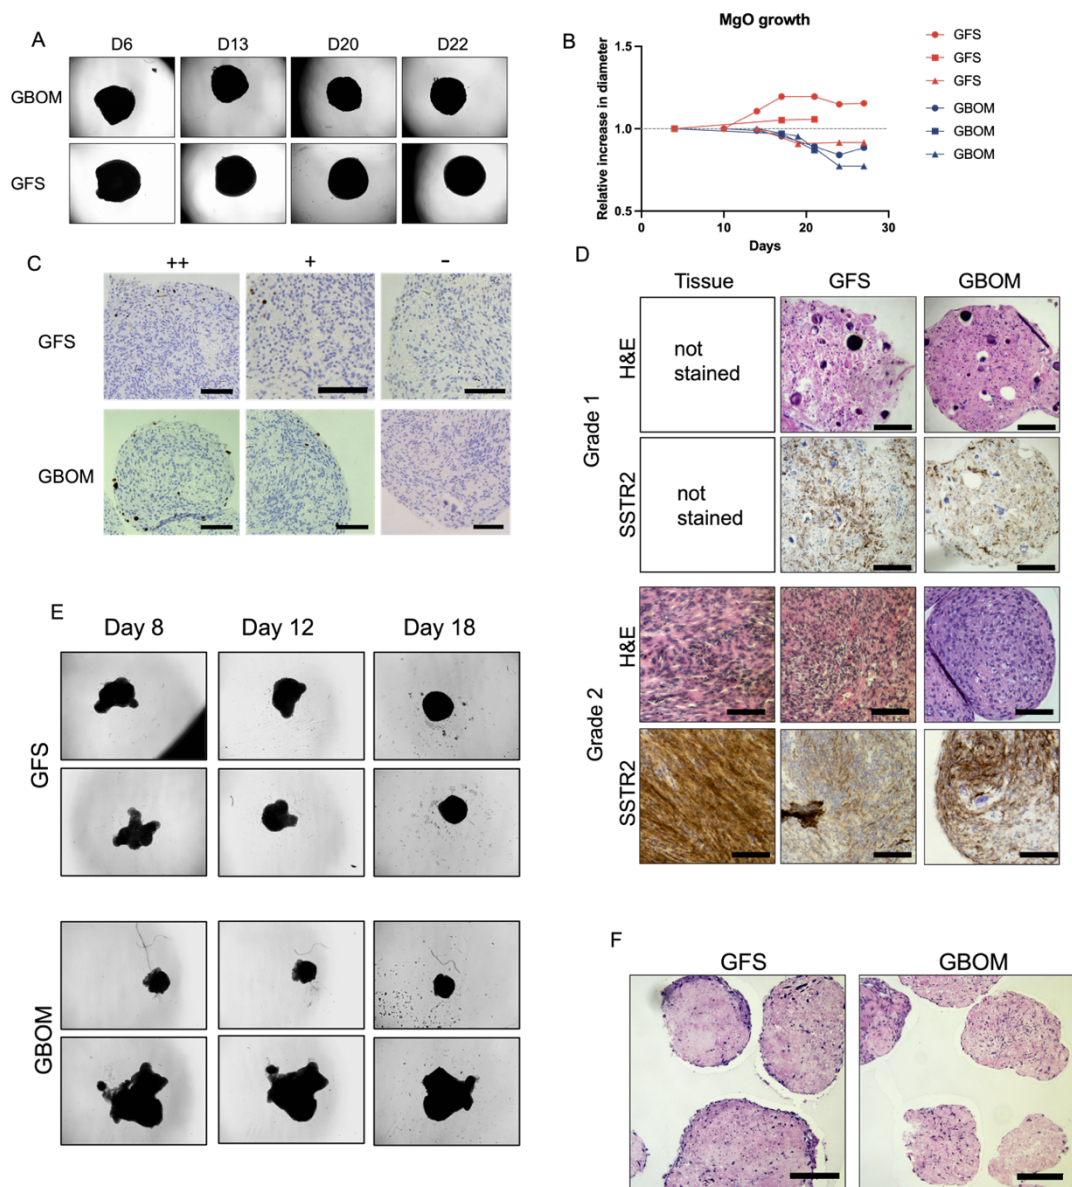 A
D6
D13
D20
D22
GBOM
GFS
B
MgO growth
Relative increase in diameter
1.5
1.0
0.5
0
10
20
30
Days
GFS
GFS
GFS
GBOM
GBOM
GBOM
C
++
+
-
GFS
GBOM
D
Tissue
GFS
GBOM
Grade 1
H&E
not
stained
SSTR2
not
stained
Grade 2
H&E
SSTR2
E
Day 8
Day 12
Day 18
GFS
GBOM
F
GFS
GBOM